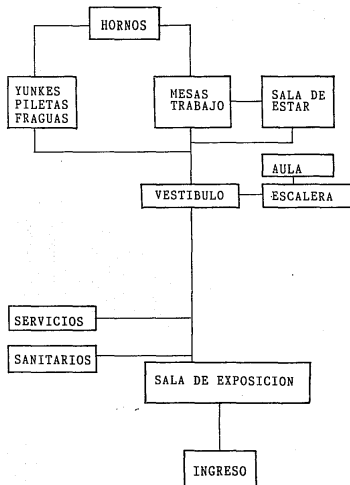 HORNOS
YUNKES
PILETAS
FRAGUAS
MESAS
TRABAJO
SALA DE
ESTAR
AULA
VESTIBULO
ESCALERA
SERVICIOS
SANITARIOS
SALA DE EXPOSICION
INGRESO